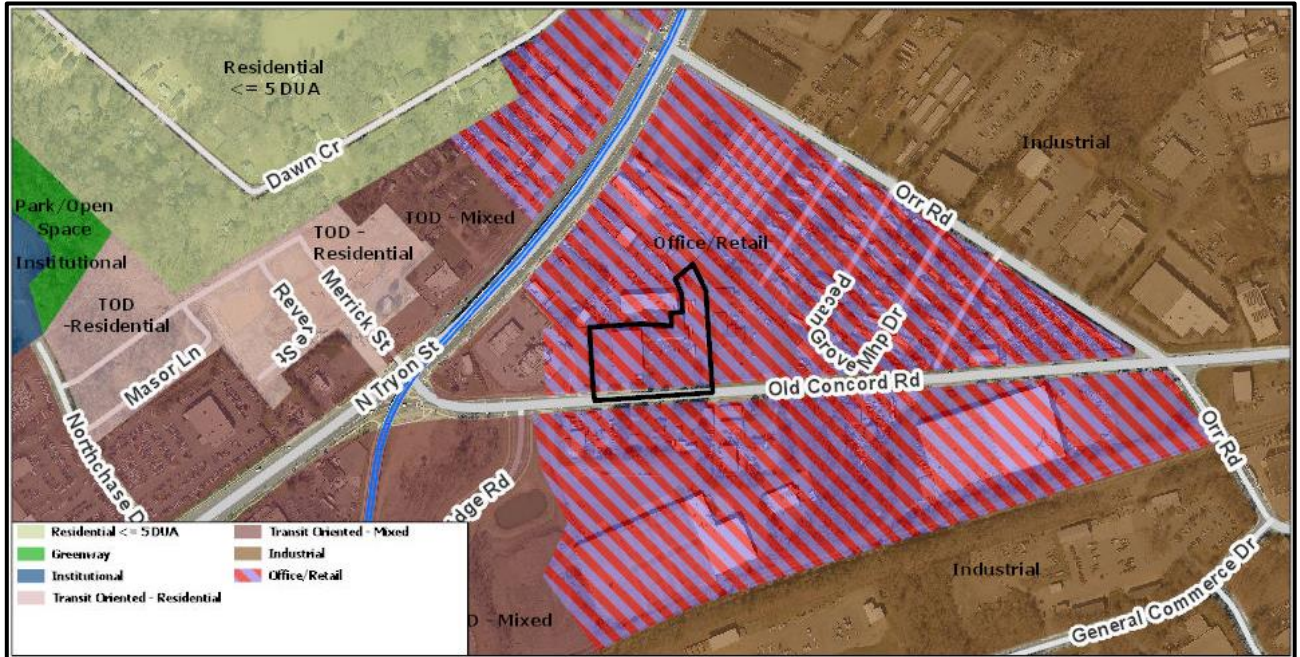 Residential
<= 5 DUA
Industrial
Dawn Cr
Park/Open
Space
TOD - Mixed
Orr Rd
TOD -
Residential
Office/Retail
Institutional
TOD
-Residential
Merrick St
Revere St
Pecan Grove Mhp Dr
Masor Ln
N Tryon St
Old Concord Rd
Northchase D
Orr Rd
Edge Rd
Industrial
General Commerce Dr
D - Mixed
Residential <= 5 DUA
Greenway
Institutional
Transit Oriented - Residential
Transit Oriented - Mixed
Industrial
Office/Retail